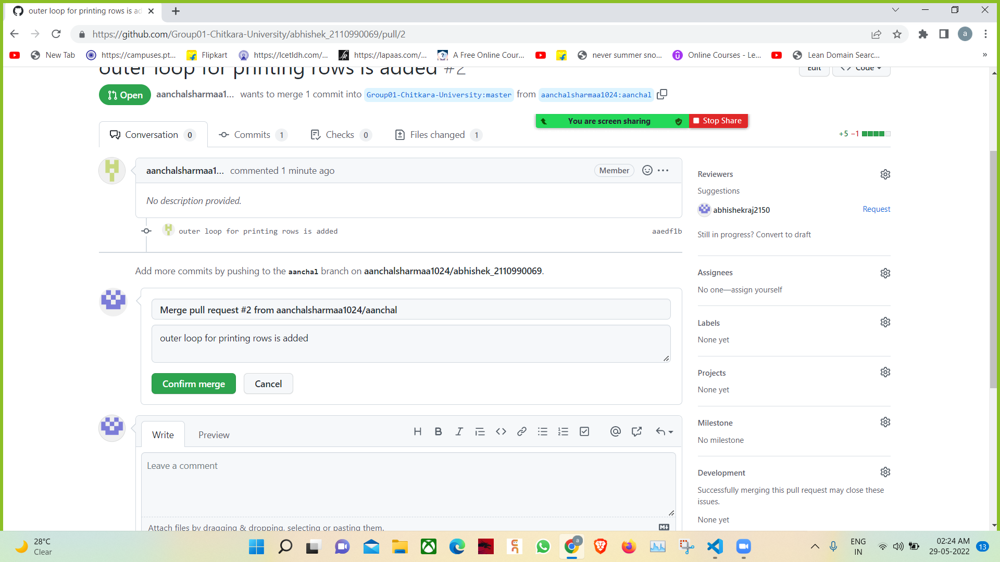 outer loop for printing rows is ad
https://github.com/Group01-Chitkara-University/abhishek_2110990069/pull/2
a
New Tab
https://campuses.pt...
Flipkart
https://lcetldh.com/...
https://lapaas.com/...
A Free Online Cour...
never summer sno...
Online Courses - Le...
Lean Domain Searc...
»
outer loop for printing rows is added #2
Edit
<> Code
Open
aanchalsharmaa1... wants to merge 1 commit into Group01-Chitkara-University:master from aanchalsharmaa1024:aanchal
You are screen sharing
Stop Share
Conversation 0
Commits 1
Checks 0
Files changed 1
+5 −1
aanchalsharmaa1... commented 1 minute ago
Member
No description provided.
outer loop for printing rows is added
aaedf1b
Add more commits by pushing to the aanchal branch on aanchalsharmaa1024/abhishek_2110990069.
Merge pull request #2 from aanchalsharmaa1024/aanchal
outer loop for printing rows is added
Confirm merge
Cancel
Write
Preview
Leave a comment
Attach files by dragging & dropping, selecting or pasting them.
Reviewers
Suggestions
abhishekraj2150
Request
Still in progress? Convert to draft
Assignees
No one—assign yourself
Labels
None yet
Projects
None yet
Milestone
No milestone
Development
Successfully merging this pull request may close these
issues.
None yet
28°C
Clear
a
ENG
IN
02:24 AM
29-05-2022
13